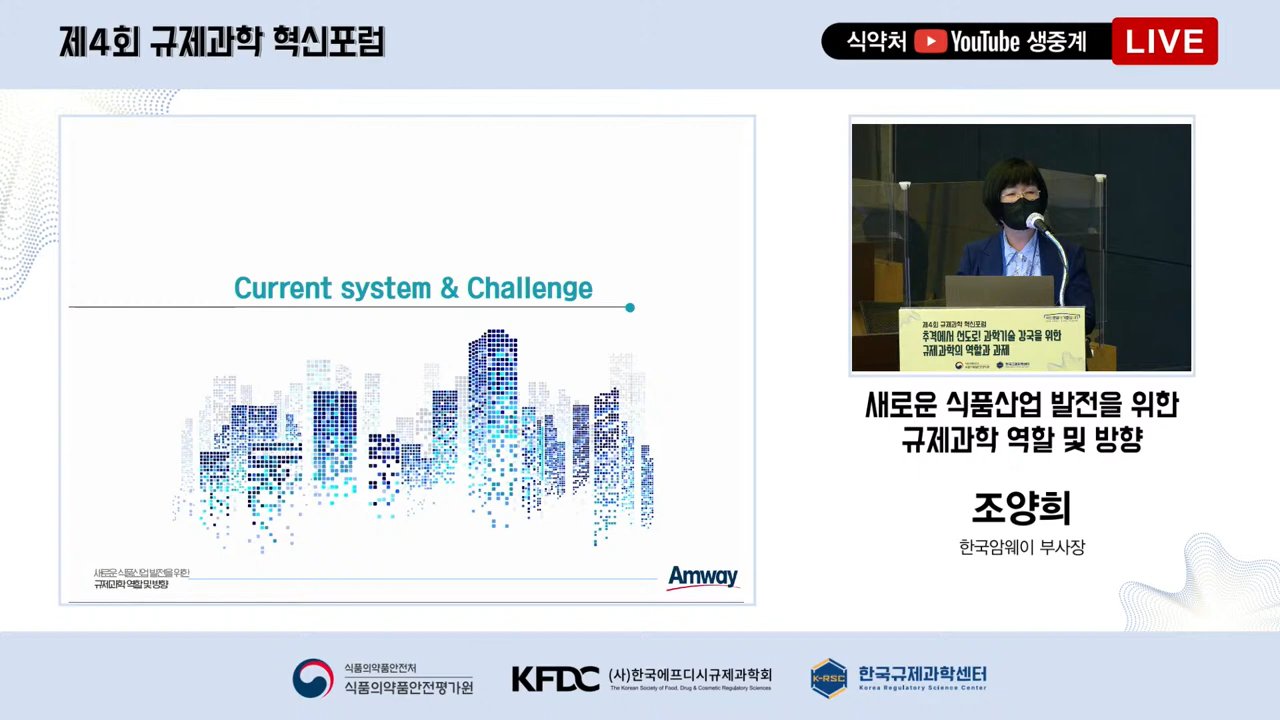 제4회 규제과학 혁신포럼
식약처 YouTube 생중계 LIVE
Current system & Challenge
새로운 식품산업 발전을 위한
규제과학 역할 및 방향
Amway
제4회 규제과학 혁신포럼
추격에서 선도로! 과학기술 강국을 위한
규제과학의 역할과 과제
새로운 식품산업 발전을 위한
규제과학 역할 및 방향
조양희
한국암웨이 부사장
식품의약품안전처
식품의약품안전평가원
KFDC (사)한국에프디시규제과학회
The Korean Society of Food, Drug & Cosmetic Regulatory Sciences
K-RSC 한국규제과학센터
Korea Regulatory Science Center